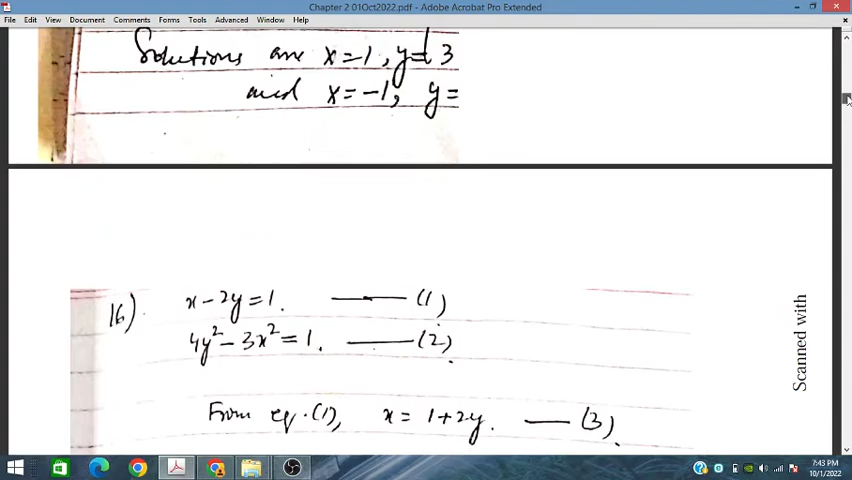 Chapter 2 01Oct2022.pdf - Adobe Acrobat Pro Extended
File Edit View Document Comments Forms Tools Advanced Window Help
Solutions are x=1, y= 3
and x=-1, y=
16) x-2y=1. —— (1)
4y²-3x²=1. —— (2).
From eq.(1), x= 1+2y. —— (3).
Scanned with
7:43 PM
10/1/2022